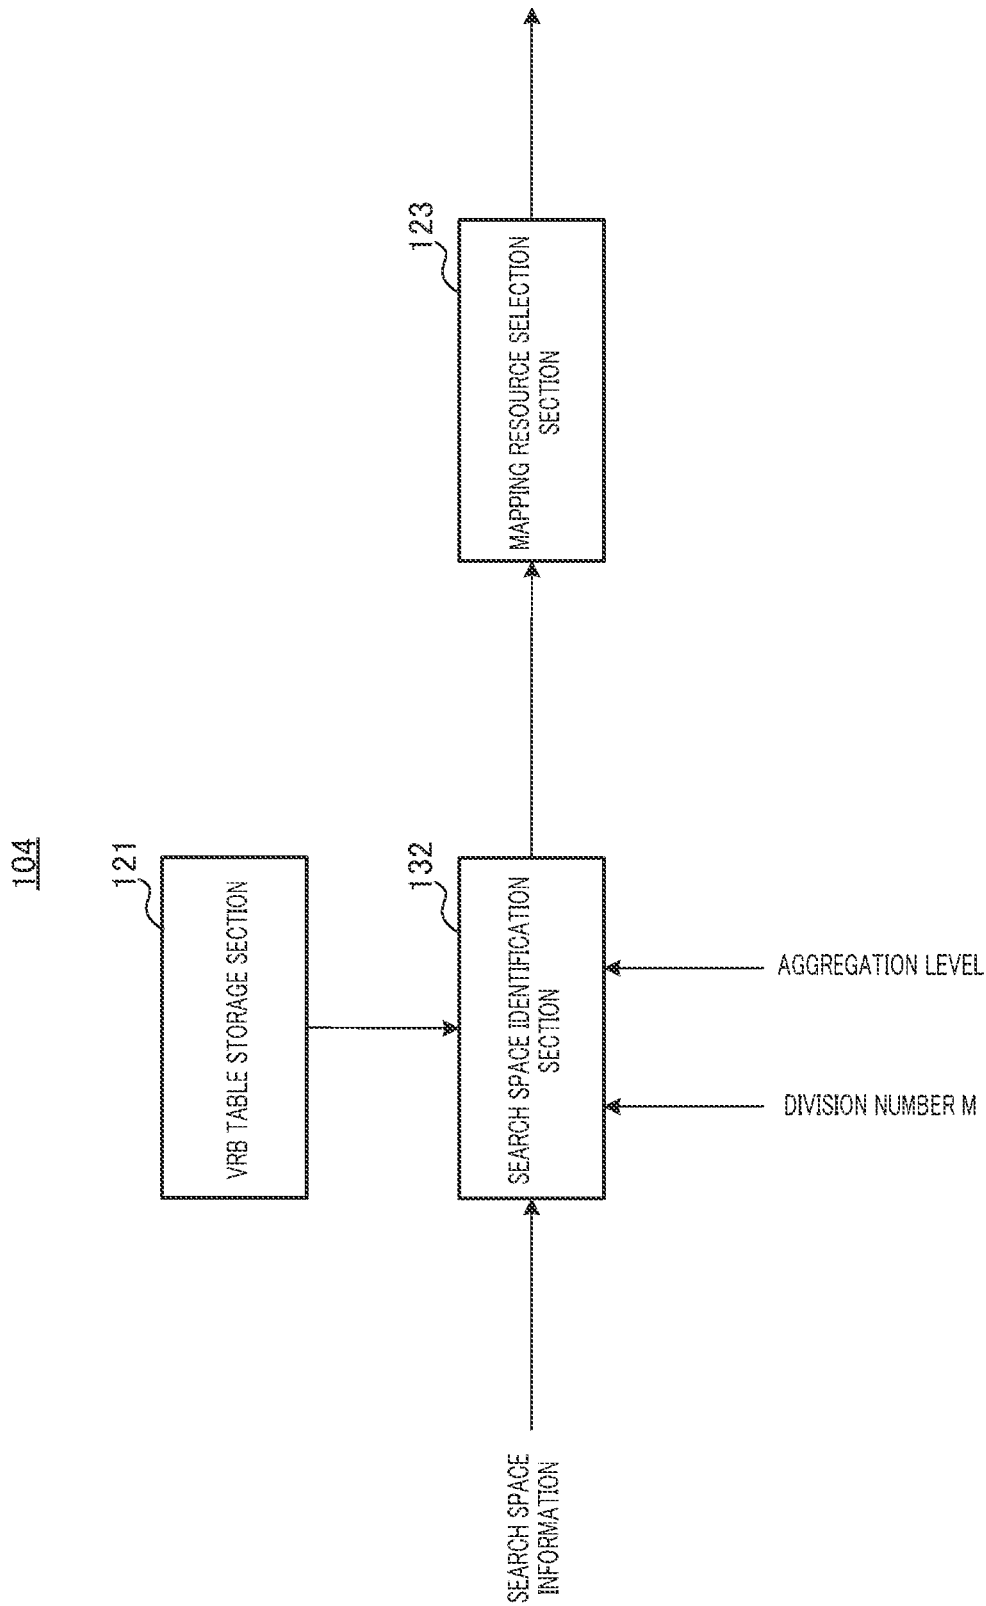 104
121
VRB TABLE STORAGE SECTION
132
SEARCH SPACE IDENTIFICATION
SECTION
123
MAPPING RESOURCE SELECTION
SECTION
SEARCH SPACE
INFORMATION
DIVISION NUMBER M
AGGREGATION LEVEL